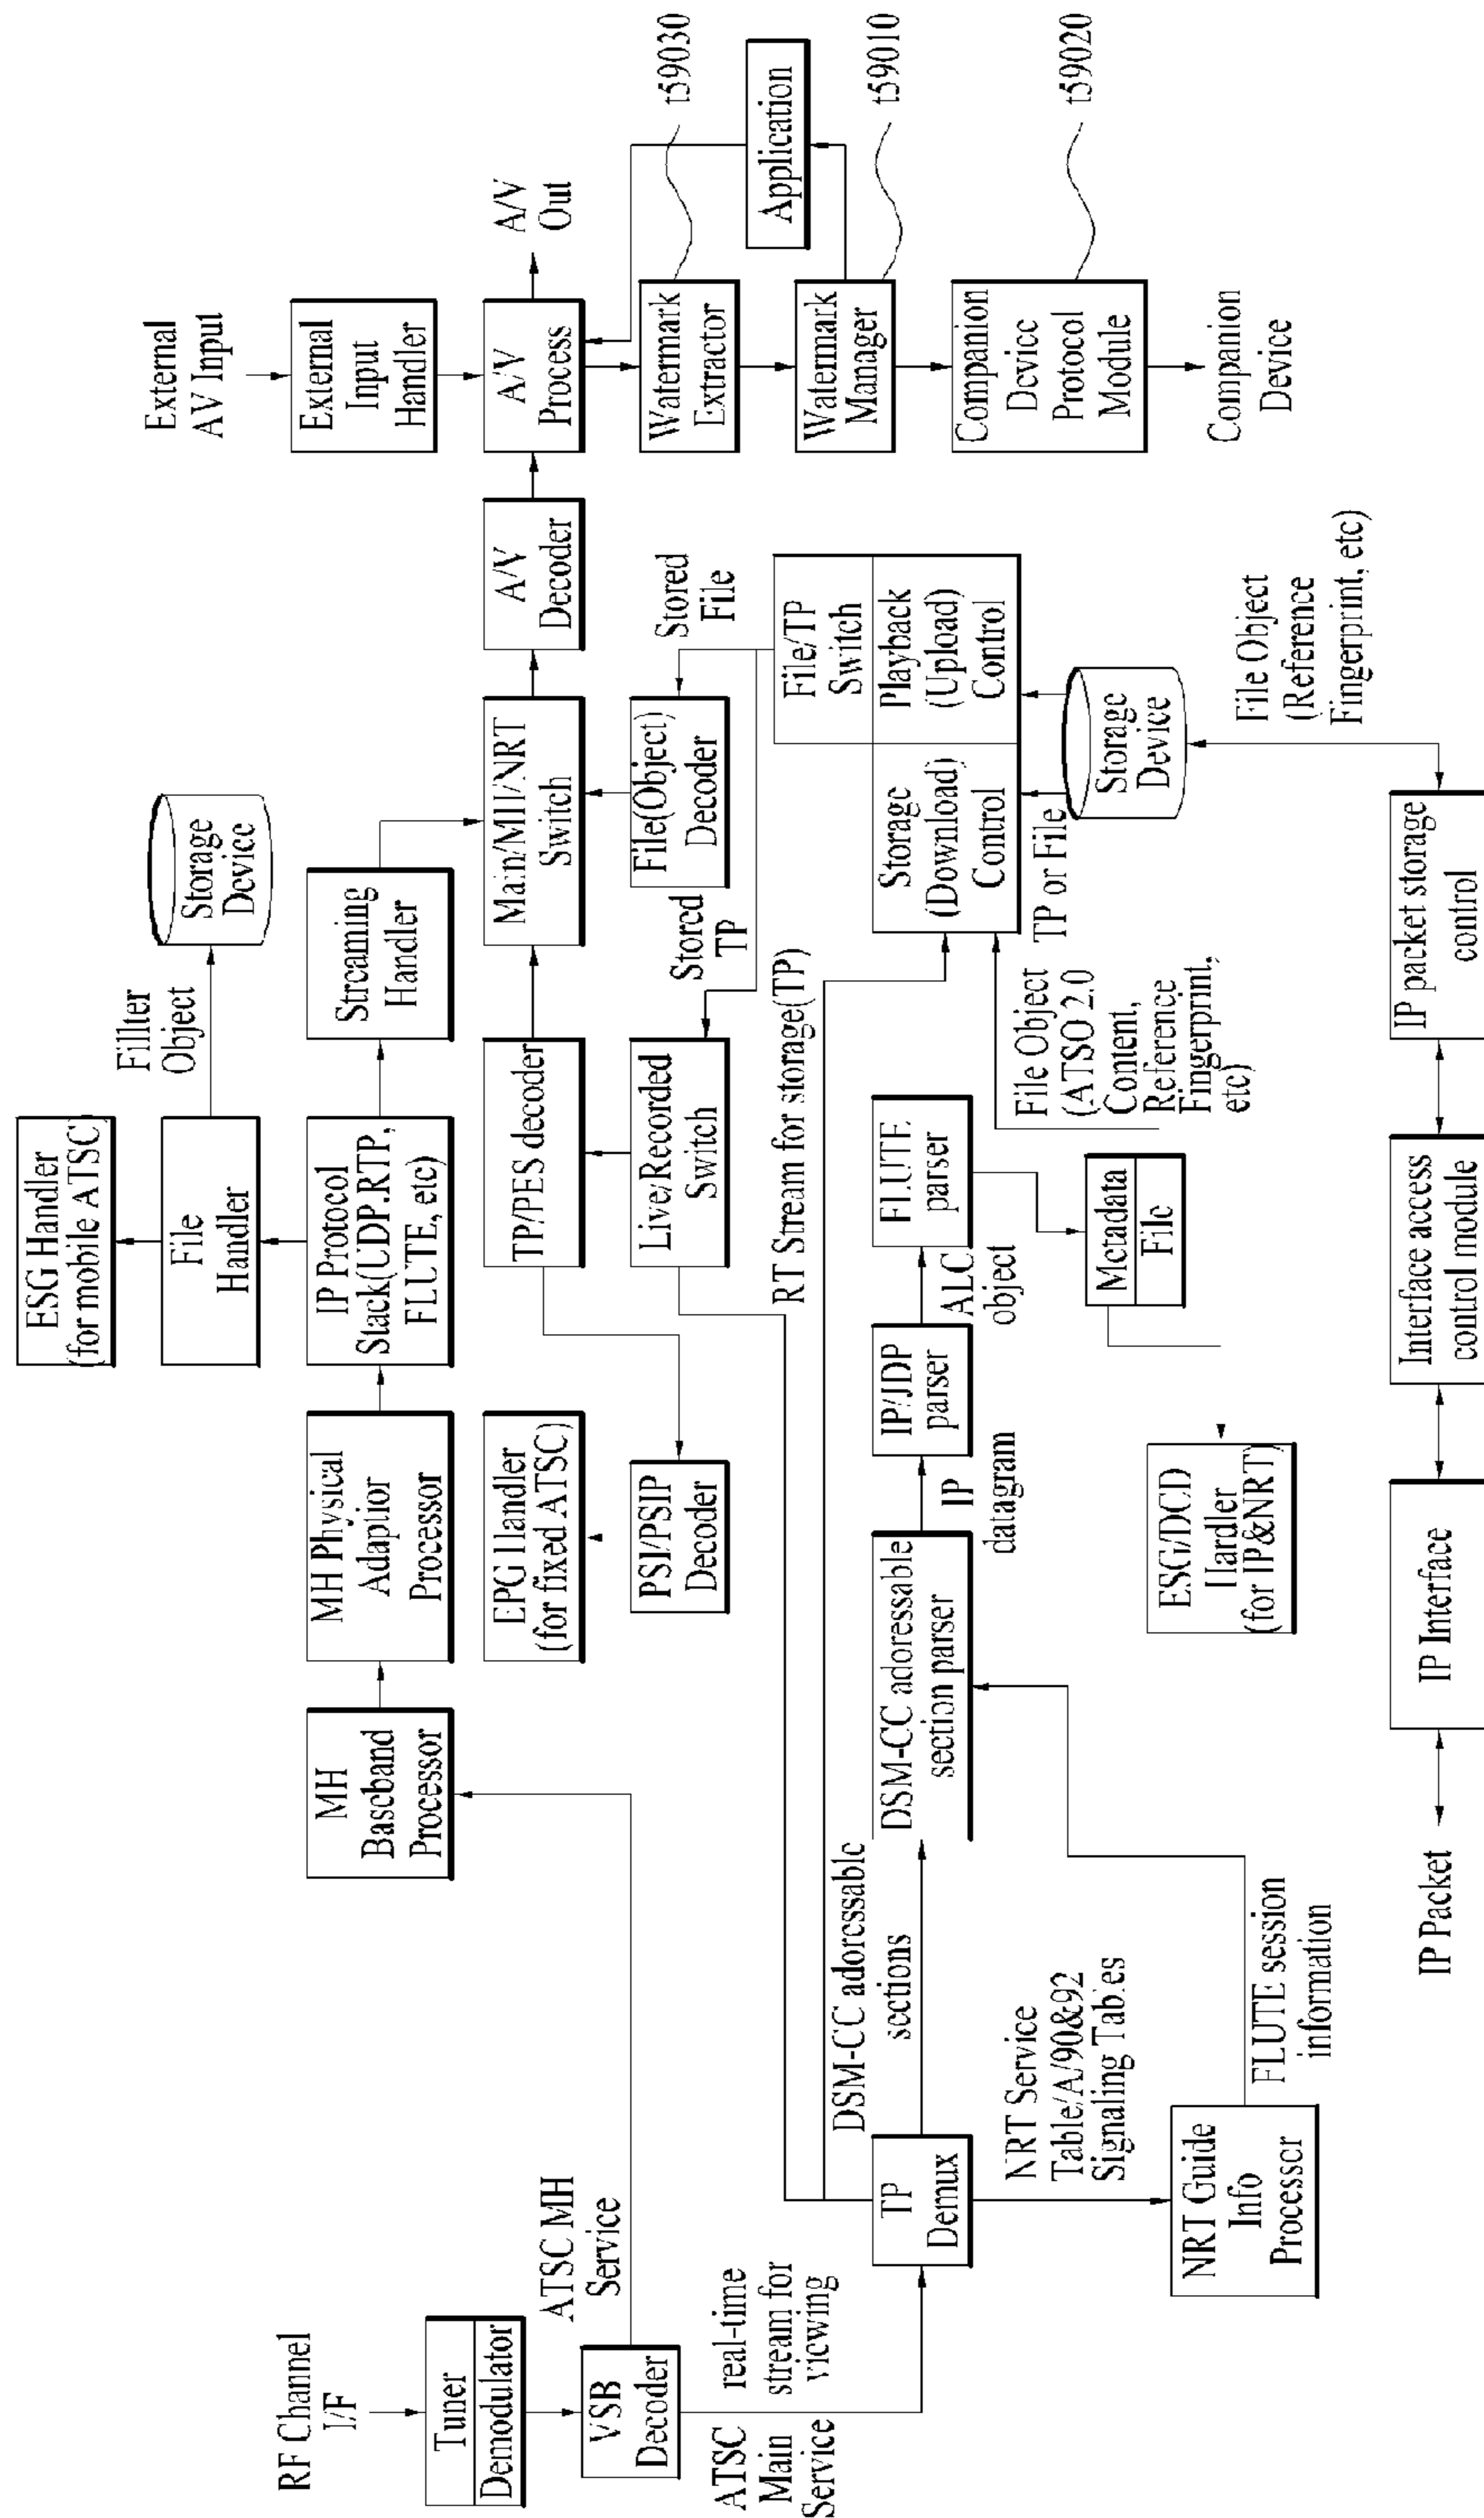 RF Channel
I/F
Tuner
Demodulator
VSB
Decoder
ATSC MH
Service
ATSC
Main
Service
real-time
stream for
viewing
MH
Baseband
Processor
MH Physical
Adaptior
Processor
IP Protocol
Stack(UDP.RTP,
FLUTE, etc)
File
Handler
ESG Handler
(for mobile ATSC)
Fillter
Object
Storage
Device
Streaming
Handler
EPG Handler
(for fixed ATSC)
PSI/PSIP
Decoder
TP/PES decoder
Live/Recorded
Switch
Main/MH/NRT
Switch
File(Object)
Decoder
Stored
TP
Stored
File
A/V
Decoder
External
AV Input
External
Input
Handler
A/V
Process
A/V
Out
Watermark
Extractor
t59030
Watermark
Manager
t59010
Application
Companion
Device
Protocol
Module
t59020
Companion
Device
TP
Demux
DSM-CC adoressable
sections
DSM-CC adoressable
section parser
IP
datagram
IP/JDP
parser
ALC
object
FLUTE
parser
Metadata
File
RT Stream for storage(TP)
File Object
(ATSO 2.0
Content,
Reference
Fingerprint,
etc)
File/TP
Switch
Storage
(Download)
Control
Playback
(Upload)
Control
TP or File
Storage
Device
File Object
(Reference
Fingerprint, etc)
NRT Service
Table/A/90&92
Signaling Tables
NRT Guide
Info
Processor
FLUTE session
information
ESG/DCD
Hardler
(for IP&NRT)
IP Packet
IP Interface
Interface access
control module
IP packet storage
control